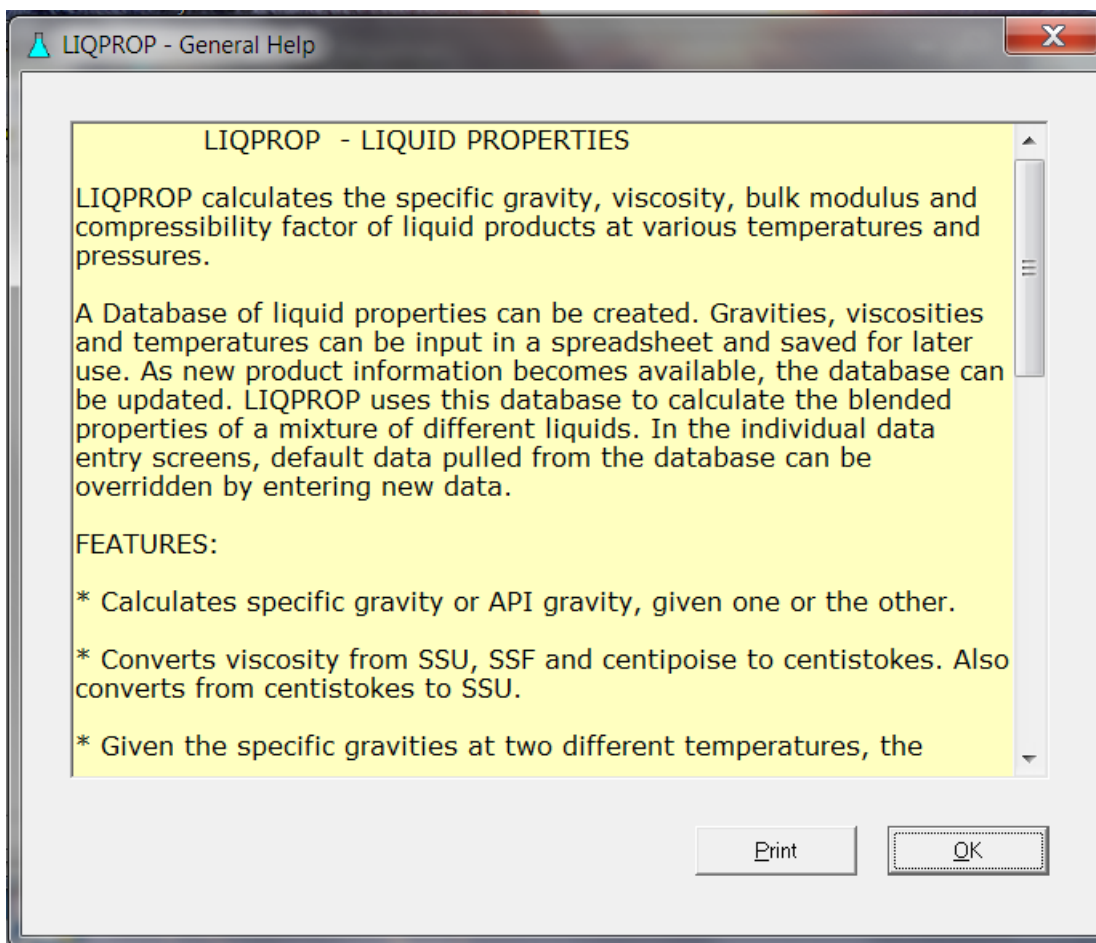 LIQPROP - General Help
LIQPROP - LIQUID PROPERTIES
LIQPROP calculates the specific gravity, viscosity, bulk modulus and
compressibility factor of liquid products at various temperatures and
pressures.
A Database of liquid properties can be created. Gravities, viscosities
and temperatures can be input in a spreadsheet and saved for later
use. As new product information becomes available, the database can
be updated. LIQPROP uses this database to calculate the blended
properties of a mixture of different liquids. In the individual data
entry screens, default data pulled from the database can be
overridden by entering new data.
FEATURES:
* Calculates specific gravity or API gravity, given one or the other.
* Converts viscosity from SSU, SSF and centipoise to centistokes. Also
converts from centistokes to SSU.
* Given the specific gravities at two different temperatures, the
Print
OK